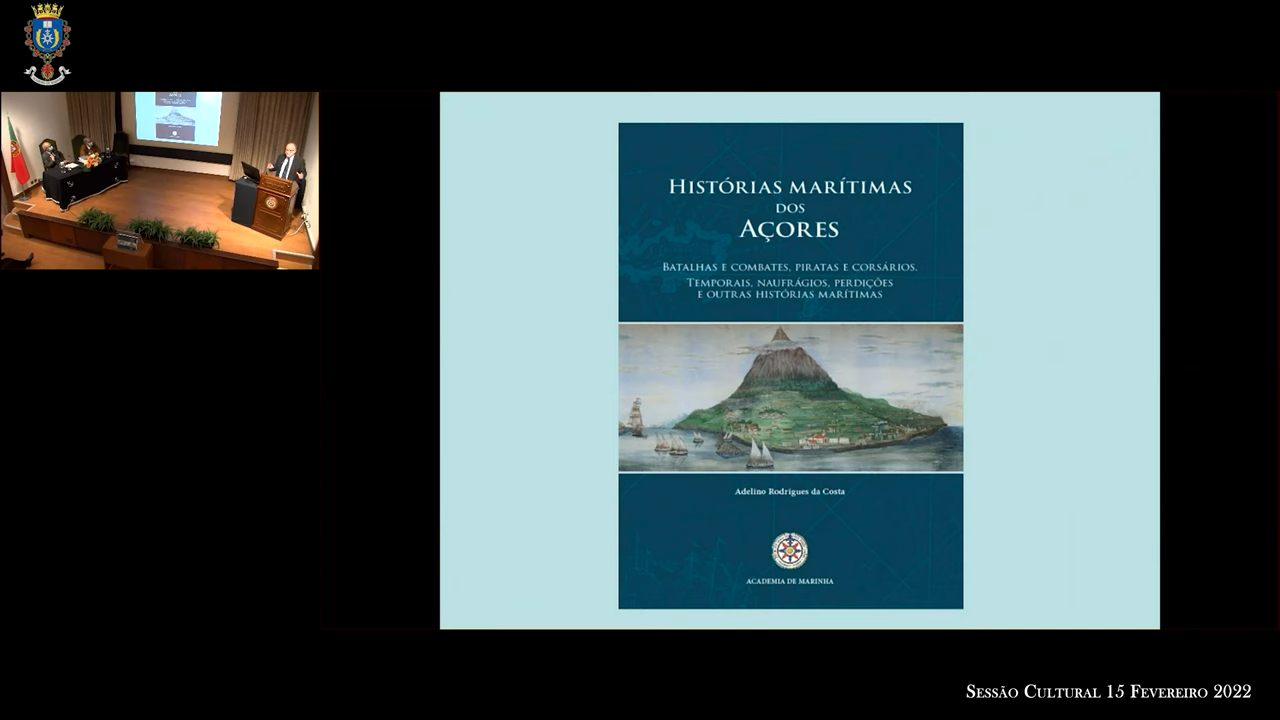 HISTÓRIAS MARÍTIMAS
DOS
AÇORES
BATALHAS E COMBATES, PIRATAS E CORSÁRIOS.
TEMPORAIS, NAUFRÁGIOS, PERDIÇÕES
E OUTRAS HISTÓRIAS MARÍTIMAS
Adelino Rodrigues da Costa
ACADEMIA DE MARINHA
SESSÃO CULTURAL 15 FEVEREIRO 2022